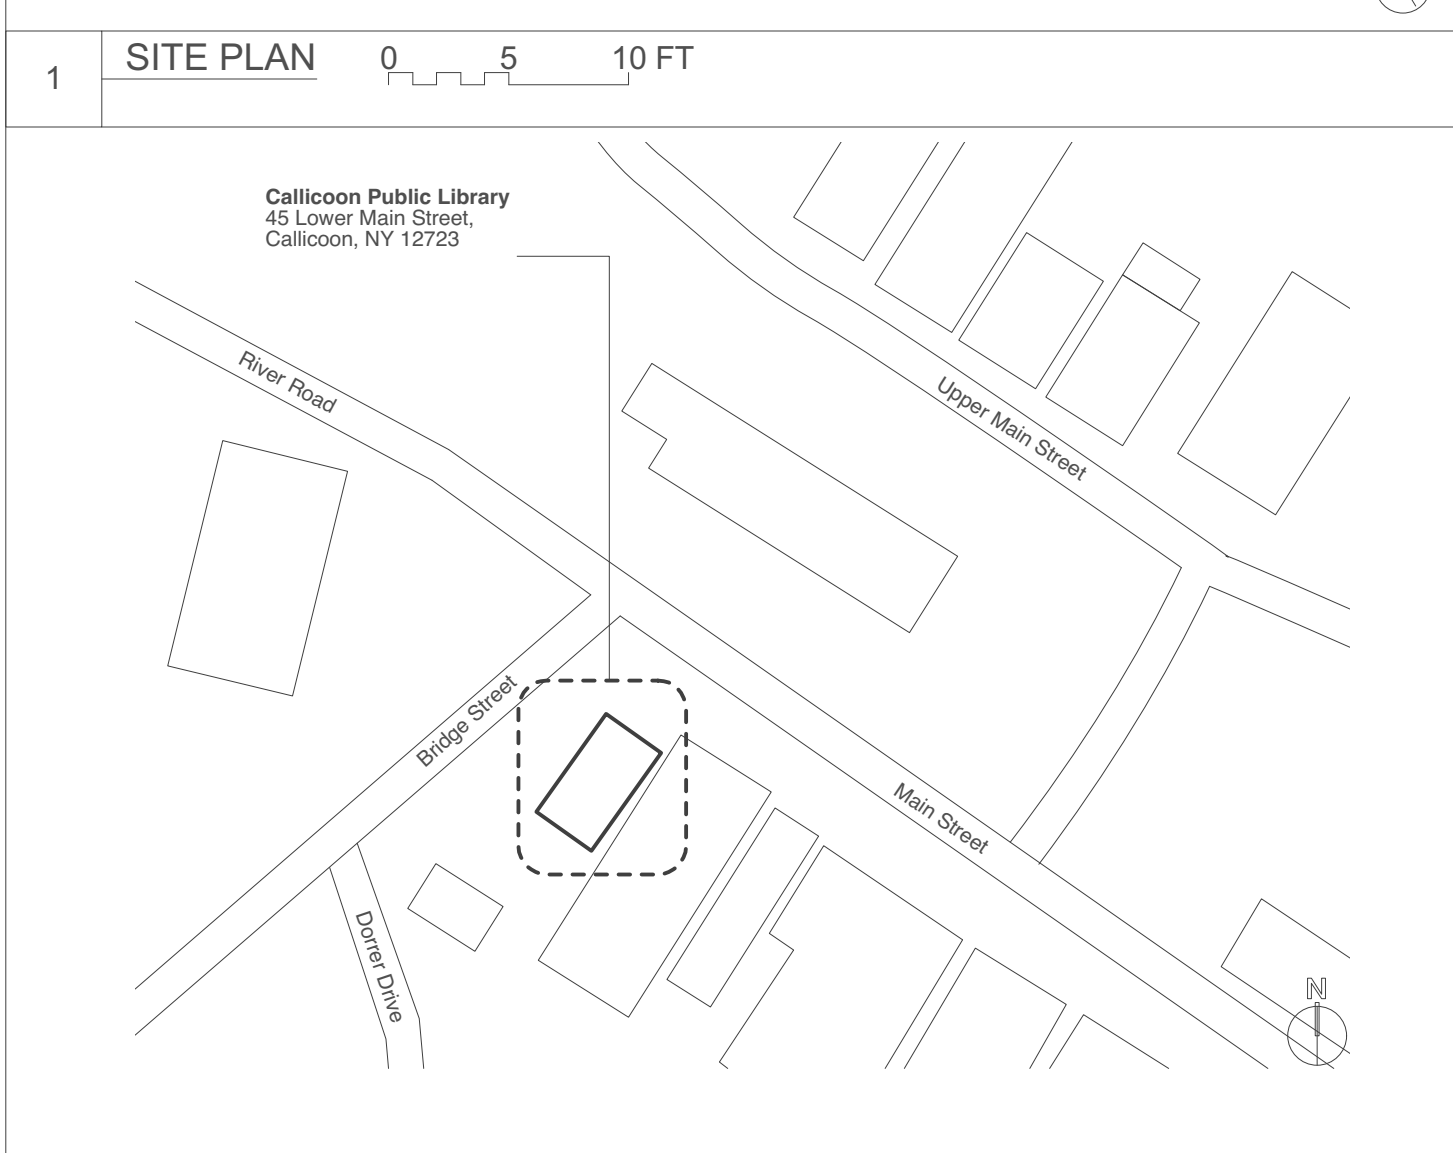 1
SITE PLAN
0 5 10 FT
Callicoon Public Library
45 Lower Main Street,
Callicoon, NY 12723
River Road
Upper Main Street
Bridge Street
Main Street
Dorrer Drive
N